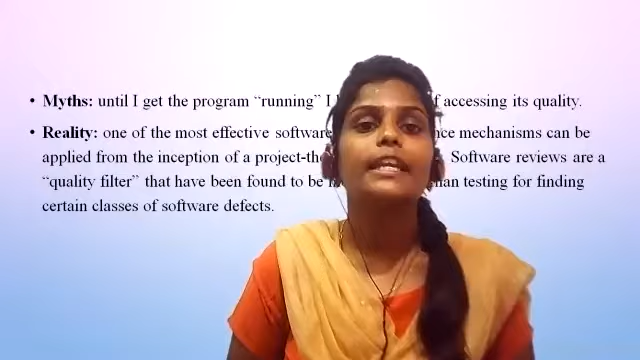 • Myths: until I get the program “running” I f accessing its quality.
• Reality: one of the most effective software nce mechanisms can be
applied from the inception of a project-the Software reviews are a
“quality filter” that have been found to be than testing for finding
certain classes of software defects.